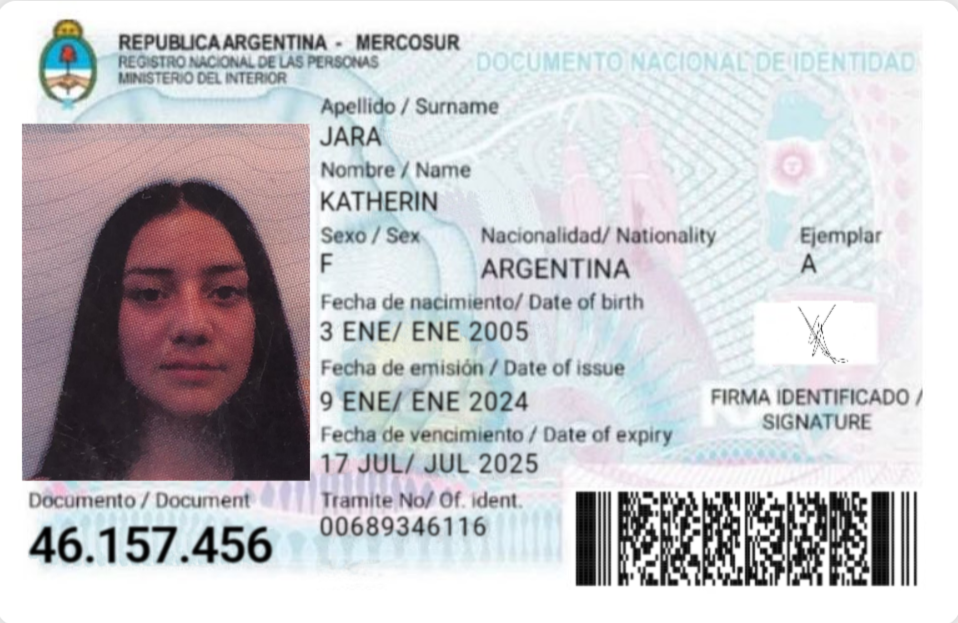 REPUBLICA ARGENTINA - MERCOSUR
REGISTRO NACIONAL DE LAS PERSONAS
MINISTERIO DEL INTERIOR
DOCUMENTO NACIONAL DE IDENTIDAD
Apellido / Surname
JARA
Nombre / Name
KATHERIN
Sexo / Sex Nacionalidad/ Nationality Ejemplar
F ARGENTINA A
Fecha de nacimiento/ Date of birth
3 ENE/ ENE 2005
Fecha de emisión / Date of issue
9 ENE/ ENE 2024
FIRMA IDENTIFICADO /
SIGNATURE
Fecha de vencimiento / Date of expiry
17 JUL/ JUL 2025
Documento / Document
46.157.456
Tramite No/ Of. ident.
00689346116